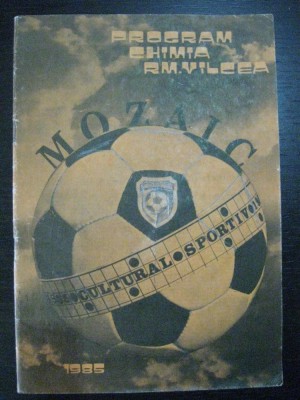 PROGRAM
CHIMIA
RM.VILCEA
MOZAIC
CULTURAL•SPORTIV•
1985